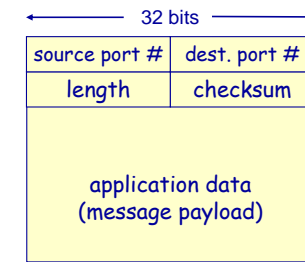 32 bits
source port # dest. port #
length checksum
application data
(message payload)